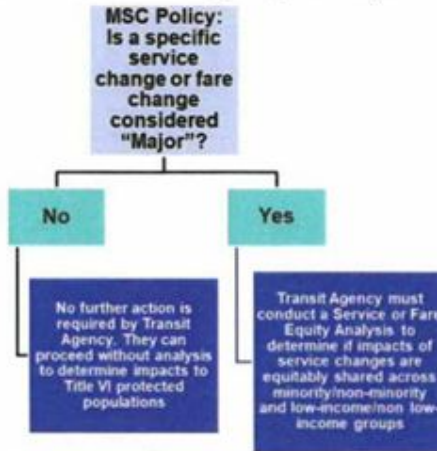 MSC Policy:
Is a specific
service
change or fare
change
considered
"Major"?
No
Yes
No further action is
required by Transit
Agency. They can
proceed without analysis
to determine impacts to
Title VI protected
populations
Transit Agency must
conduct a Service or Fare
Equity Analysis to
determine if impacts of
service changes are
equitably shared across
minority/non-minority
and low-income/non low-
income groups